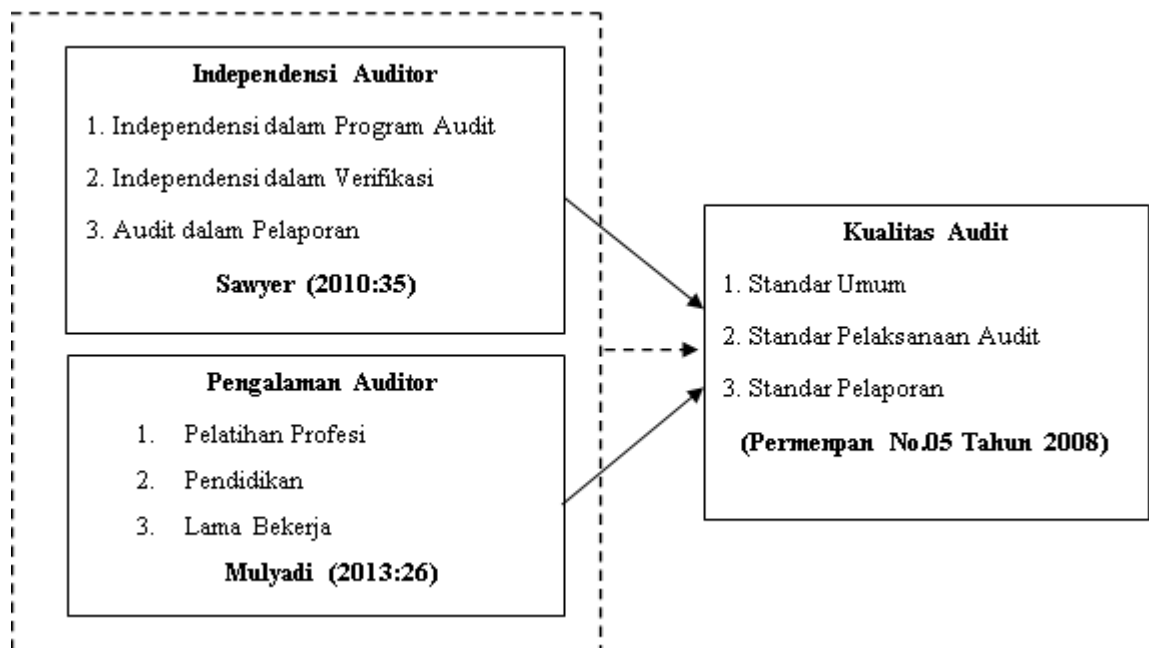 Independensi Auditor
1. Independensi dalam Program Audit
2. Independensi dalam Verifikasi
3. Audit dalam Pelaporan
Sawyer (2010:35)
Pengalaman Auditor
1. Pelatihan Profesi
2. Pendidikan
3. Lama Bekerja
Mulyadi (2013:26)
Kualitas Audit
1. Standar Umum
2. Standar Pelaksanaan Audit
3. Standar Pelaporan
(Permenpan No.05 Tahun 2008)